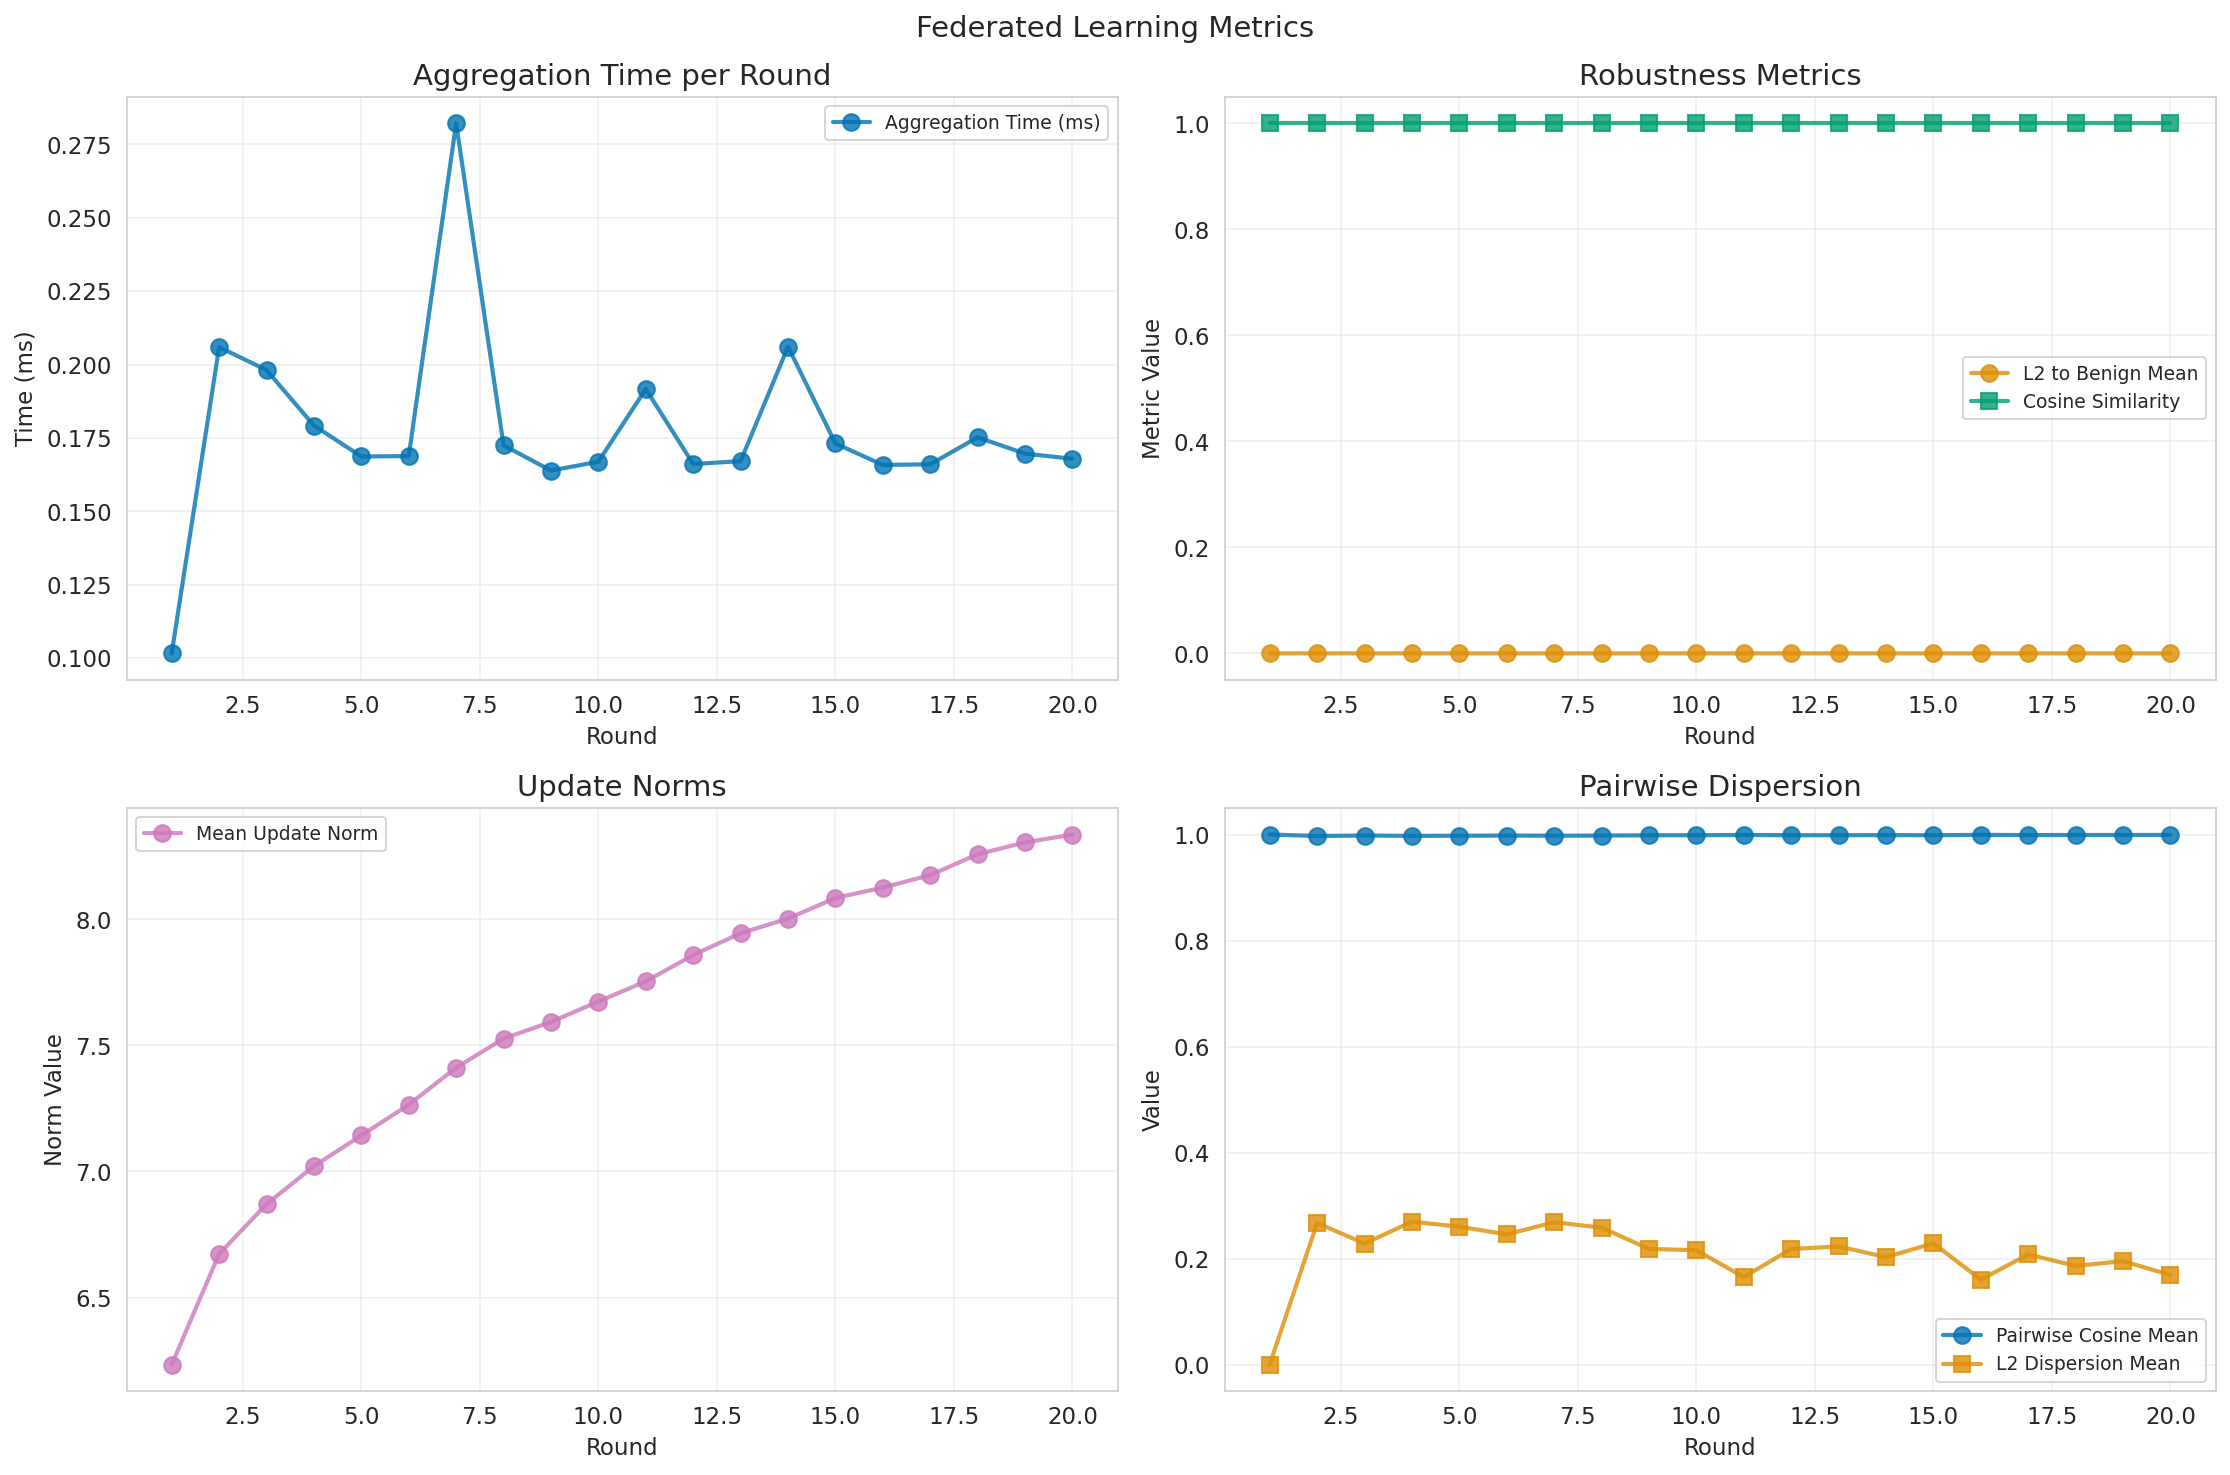 Federated Learning Metrics
Aggregation Time per Round
Aggregation Time (ms)
Time (ms)
0.275
0.250
0.225
0.200
0.175
0.150
0.125
0.100
2.5 5.0 7.5 10.0 12.5 15.0 17.5 20.0
Round
Robustness Metrics
Metric Value
1.0
0.8
0.6
0.4
0.2
0.0
L2 to Benign Mean
Cosine Similarity
2.5 5.0 7.5 10.0 12.5 15.0 17.5 20.0
Round
Update Norms
Mean Update Norm
Norm Value
8.0
7.5
7.0
6.5
2.5 5.0 7.5 10.0 12.5 15.0 17.5 20.0
Round
Pairwise Dispersion
Value
1.0
0.8
0.6
0.4
0.2
0.0
Pairwise Cosine Mean
L2 Dispersion Mean
2.5 5.0 7.5 10.0 12.5 15.0 17.5 20.0
Round